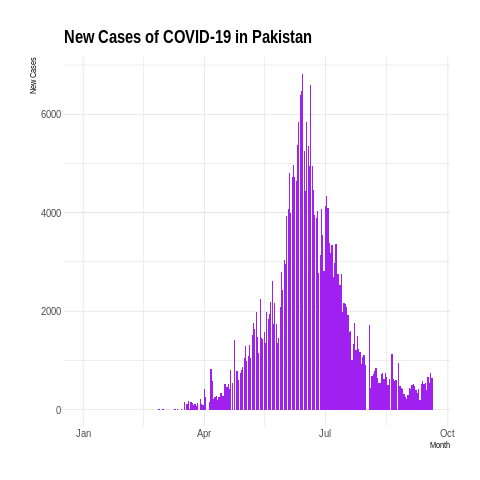 New Cases of COVID-19 in Pakistan
New Cases
6000
4000
2000
0
Jan Apr Jul Oct
Month